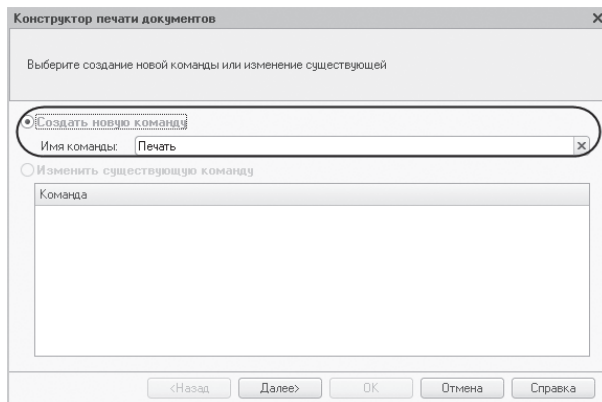 Конструктор печати документов
Выберите создание новой команды или изменение существующей
Создать новую команду
Имя команды: Печать
Изменить существующую команду
Команда
<Назад Далее> OK Отмена Справка